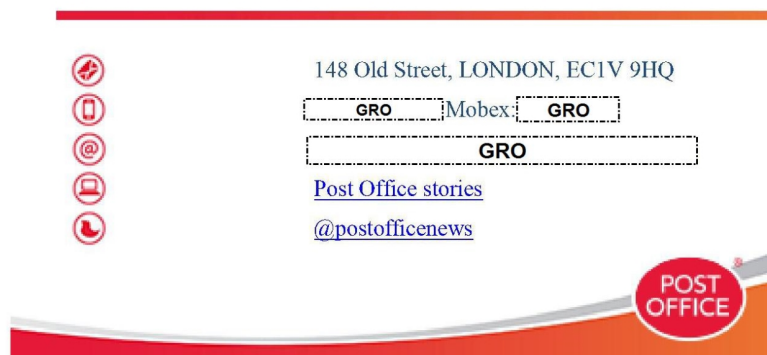 148 Old Street, LONDON, EC1V 9HQ
GRO Mobex: GRO
GRO
Post Office stories
@postofficenews
POST
OFFICE